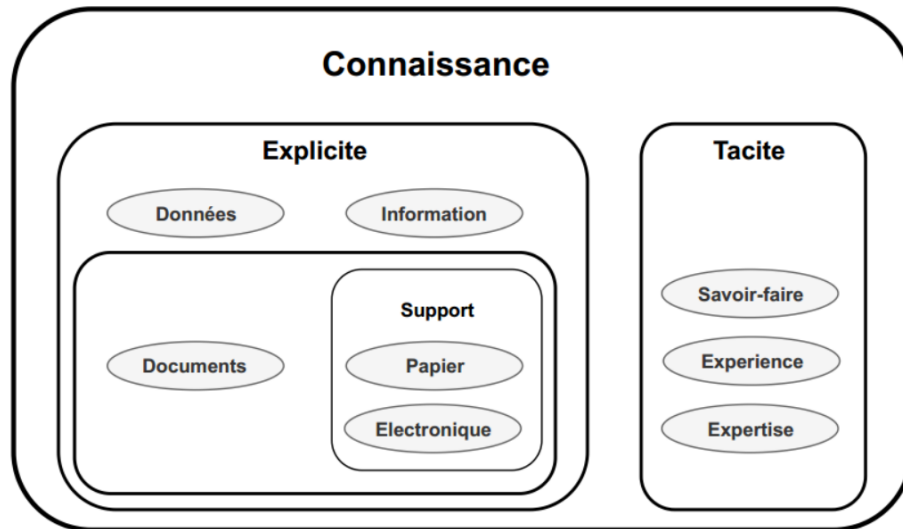 Connaissance
Explicite
Données
Information
Documents
Support
Papier
Electronique
Tacite
Savoir-faire
Experience
Expertise